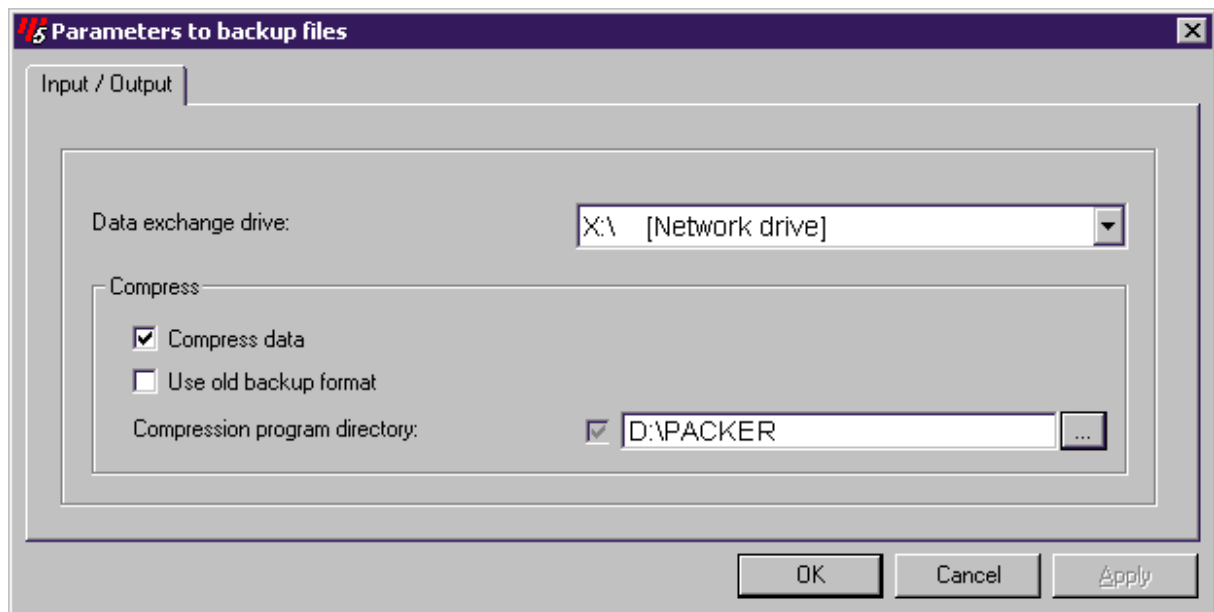 Parameters to backup files
Input / Output
Data exchange drive: X:\ [Network drive]
Compress
Compress data
Use old backup format
Compression program directory: D:\PACKER ...
OK Cancel Apply